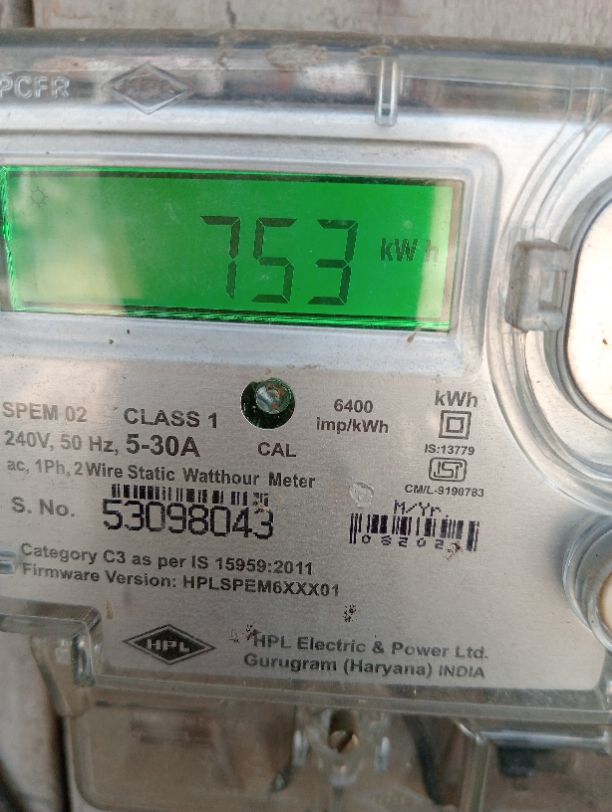 PCFR
753 kWh
SPEM 02 CLASS 1
6400
imp/kWh
kWh
240V, 50 Hz, 5-30A
CAL
IS:13779
ISI
ac, 1Ph, 2 Wire Static Watthour Meter
CM/L-9190783
S. No. 53098043
M/Yr.
Category C3 as per IS 15959:2011
Firmware Version: HPLSPEM6XXX01
HPL
HPL Electric & Power Ltd.
Gurugram (Haryana) INDIA